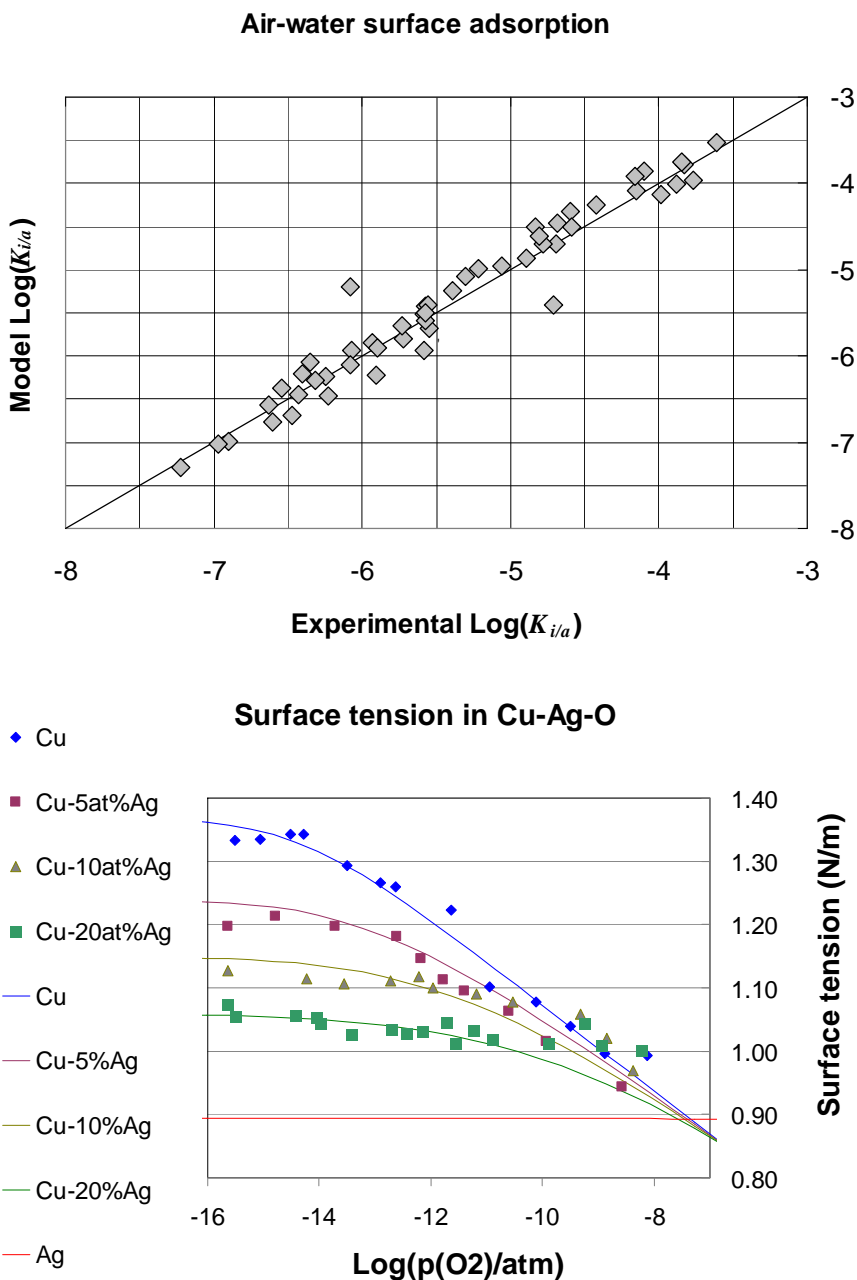 Air-water surface adsorption
-3
-4
-5
-6
-7
-8
Model Log(K i/a)
-8 -7 -6 -5 -4 -3
Experimental Log(K i/a)
Surface tension in Cu-Ag-O
Cu
Cu-5at%Ag
Cu-10at%Ag
Cu-20at%Ag
Cu
Cu-5%Ag
Cu-10%Ag
Cu-20%Ag
Ag
1.40
1.30
1.20
1.10
1.00
0.90
0.80
Surface tension (N/m)
-16 -14 -12 -10 -8
Log(p(O2)/atm)